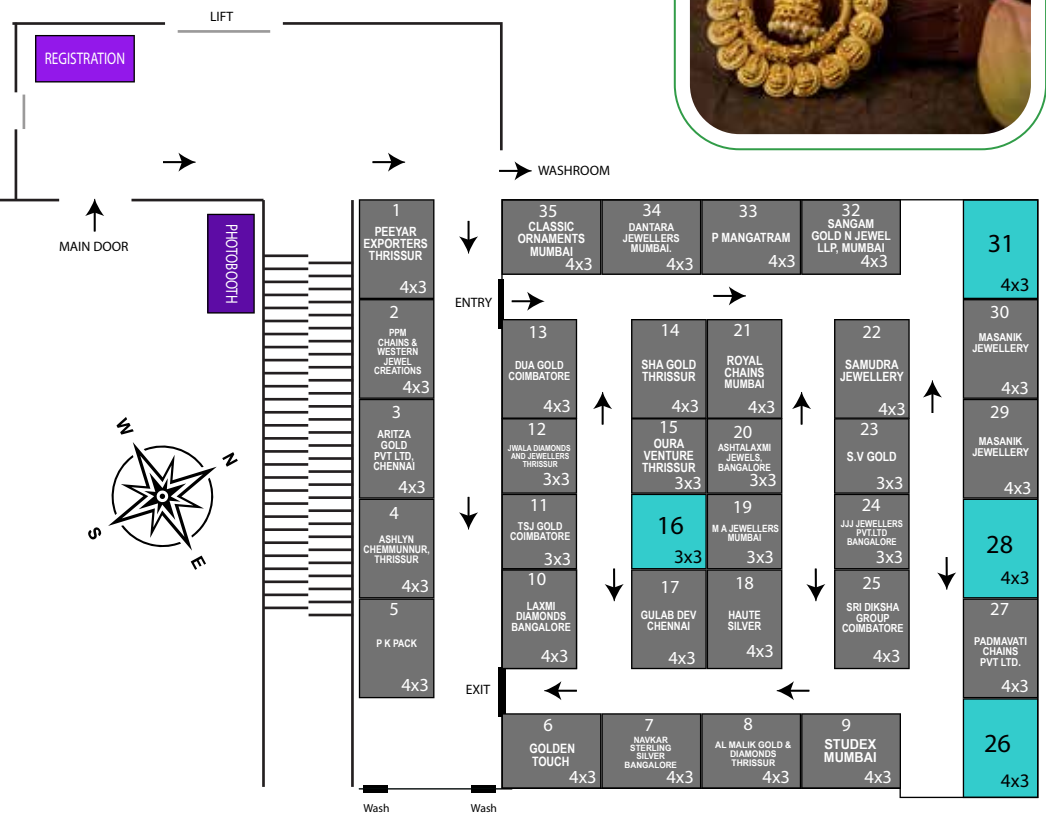 LIFT
REGISTRATION
WASHROOM
MAIN DOOR
PHOTOBOOTH
1
PEEYAR
EXPORTERS
THRISSUR
4x3
2
PPM
CHAINS &
WESTERN
JEWEL
CREATIONS
4x3
3
ARITZA
GOLD
PVT LTD,
CHENNAI
4x3
4
ASHLYN
CHEMMUNNUR,
THRISSUR
4x3
5
P K PACK
4x3
35
CLASSIC
ORNAMENTS
MUMBAI
4x3
34
DANTARA
JEWELLERS
MUMBAI.
4x3
33
P MANGATRAM
4x3
32
SANGAM
GOLD N JEWEL
LLP, MUMBAI
4x3
31
4x3
ENTRY
13
DUA GOLD
COIMBATORE
4x3
12
JWALA DIAMONDS
AND JEWELLERS
THRISSUR
3x3
11
TSJ GOLD
COIMBATORE
3x3
10
LAXMI
DIAMONDS
BANGALORE
4x3
14
SHA GOLD
THRISSUR
4x3
15
OURA
VENTURE
THRISSUR
3x3
16
3x3
17
GULAB DEV
CHENNAI
4x3
21
ROYAL
CHAINS
MUMBAI
4x3
20
ASHTALAXMI
JEWELS,
BANGALORE
3x3
19
M A JEWELLERS
MUMBAI
3x3
18
HAUTE
SILVER
4x3
22
SAMUDRA
JEWELLERY
4x3
23
S.V GOLD
3x3
24
JJJ JEWELLERS
PVT.LTD
BANGALORE
3x3
25
SRI DIKSHA
GROUP
COIMBATORE
4x3
30
MASANIK
JEWELLERY
4x3
29
MASANIK
JEWELLERY
4x3
28
4x3
27
PADMAVATI
CHAINS
PVT LTD.
4x3
26
4x3
EXIT
6
GOLDEN
TOUCH
4x3
7
NAVKAR
STERLING
SILVER
BANGALORE
4x3
8
AL MALIK GOLD &
DIAMONDS
THRISSUR
4x3
9
STUDEX
MUMBAI
4x3
W
N
S
E
Wash
Wash